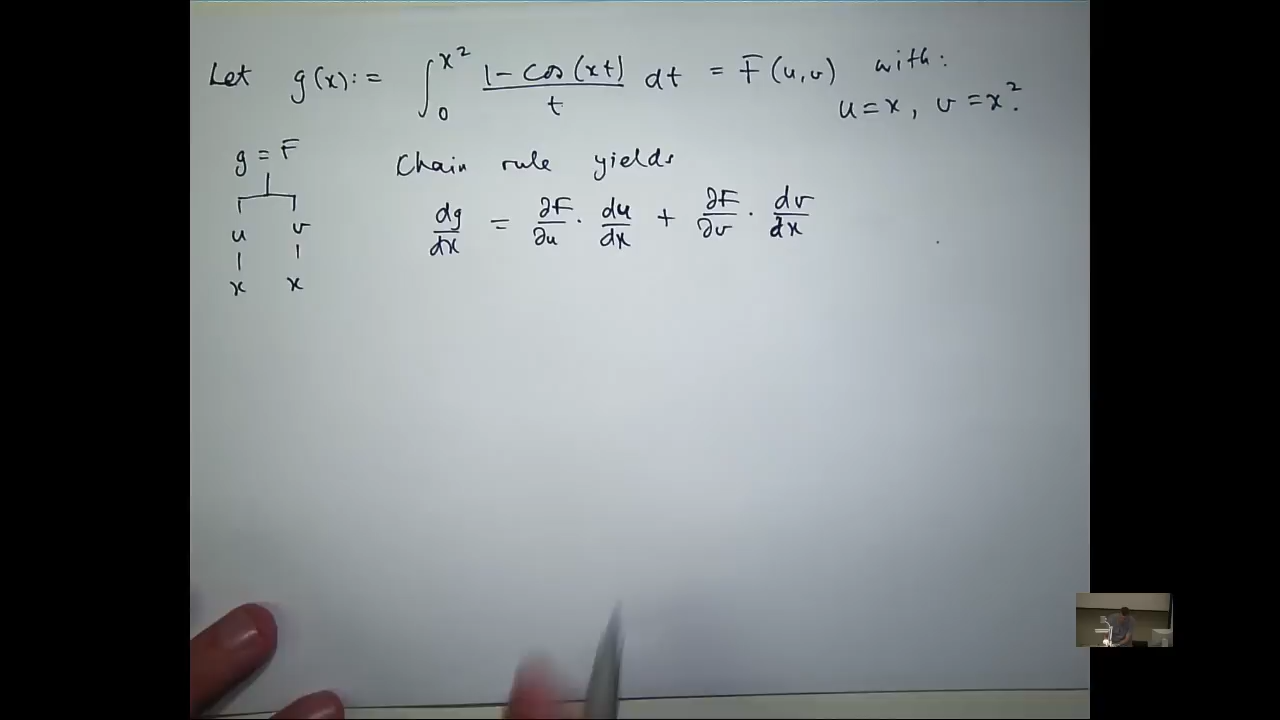 Let g(x) := ∫₀^{x²} (1 - cos(xt))/t dt = F(u,v) with:
u = x, v = x².
g = F
Chain rule yields
dg/dx = ∂F/∂u · du/dx + ∂F/∂v · dv/dx
u v
x x